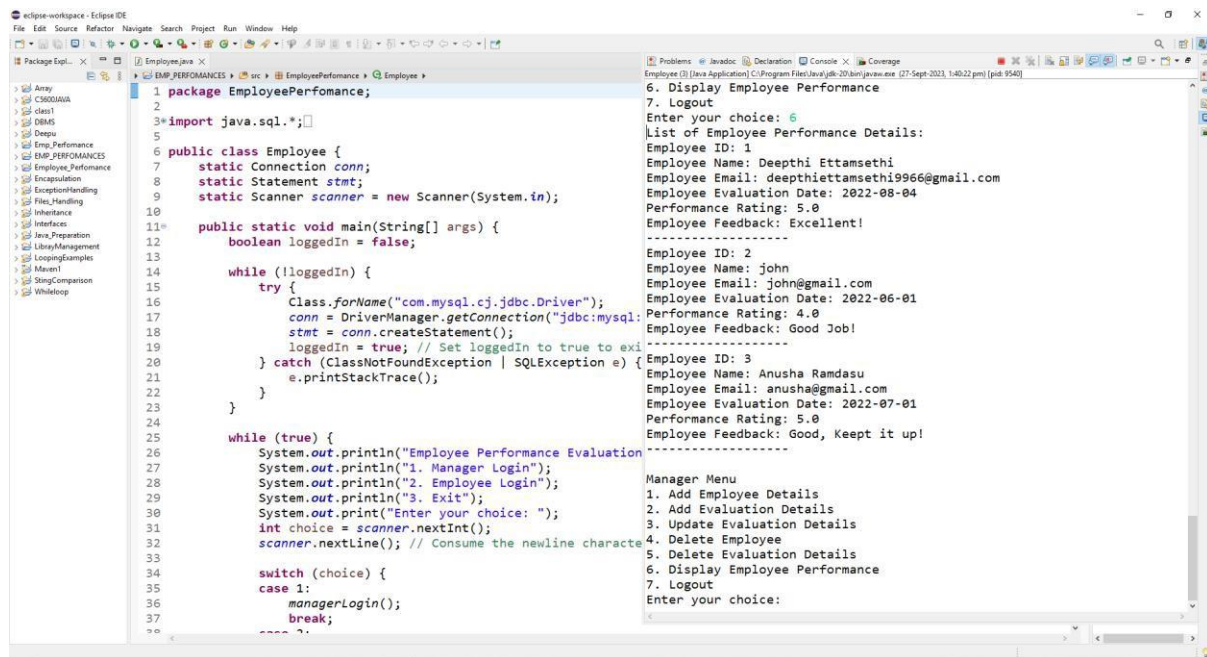 eclipse-workspace - Eclipse IDE
File Edit Source Refactor Navigate Search Project Run Window Help
Package Expl...
Array
CS600JAVA
class1
DBMS
Deepu
Emp_Perfomance
EMP_PERFOMANCES
Employee_Perfomance
Encapsulation
ExceptionHandling
Files_Handling
Inheritance
Interfaces
Java_Preparation
LibrayManagement
LoopingExamples
Maven1
StingComparison
Whileloop
Employee.java
EMP_PERFOMANCES src EmployeePerfomance Employee
1 package EmployeePerfomance;
2
3 import java.sql.*;
5
6 public class Employee {
7 static Connection conn;
8 static Statement stmt;
9 static Scanner scanner = new Scanner(System.in);
10
11 public static void main(String[] args) {
12 boolean loggedIn = false;
13
14 while (!loggedIn) {
15 try {
16 Class.forName("com.mysql.cj.jdbc.Driver");
17 conn = DriverManager.getConnection("jdbc:mysql:
18 stmt = conn.createStatement();
19 loggedIn = true; // Set loggedIn to true to exi
20 } catch (ClassNotFoundException | SQLException e) {
21 e.printStackTrace();
22 }
23 }
24
25 while (true) {
26 System.out.println("Employee Performance Evaluation
27 System.out.println("1. Manager Login");
28 System.out.println("2. Employee Login");
29 System.out.println("3. Exit");
30 System.out.print("Enter your choice: ");
31 int choice = scanner.nextInt();
32 scanner.nextLine(); // Consume the newline characte
33
34 switch (choice) {
35 case 1:
36 managerLogin();
37 break;
Problems Javadoc Declaration Console Coverage
Employee (3) [Java Application] C:\Program Files\Java\jdk-20\bin\javaw.exe (27-Sept-2023, 1:40:22 pm) [pid: 9540]
6. Display Employee Performance
7. Logout
Enter your choice: 6
List of Employee Performance Details:
Employee ID: 1
Employee Name: Deepthi Ettamsethi
Employee Email: deepthiettamsethi9966@gmail.com
Employee Evaluation Date: 2022-08-04
Performance Rating: 5.0
Employee Feedback: Excellent!
-------------------
Employee ID: 2
Employee Name: john
Employee Email: john@gmail.com
Employee Evaluation Date: 2022-06-01
Performance Rating: 4.0
Employee Feedback: Good Job!
-------------------
Employee ID: 3
Employee Name: Anusha Ramdasu
Employee Email: anusha@gmail.com
Employee Evaluation Date: 2022-07-01
Performance Rating: 5.0
Employee Feedback: Good, Keept it up!
-------------------
Manager Menu
1. Add Employee Details
2. Add Evaluation Details
3. Update Evaluation Details
4. Delete Employee
5. Delete Evaluation Details
6. Display Employee Performance
7. Logout
Enter your choice: